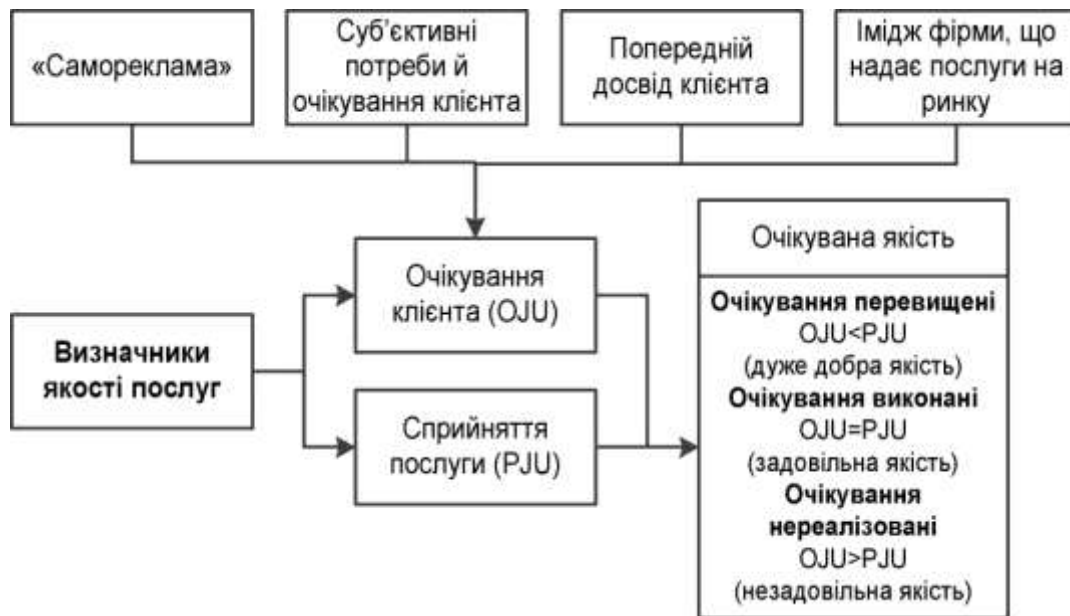 «Самореклама»
Суб’єктивні
потреби й
очікування клієнта
Попередній
досвід клієнта
Імідж фірми, що
надає послуги на
ринку
Визначники
якості послуг
Очікування
клієнта (OJU)
Сприйняття
послуги (PJU)
Очікувана якість
Очікування перевищені
OJU<PJU
(дуже добра якість)
Очікування виконані
OJU=PJU
(задовільна якість)
Очікування
нереалізовані
OJU>PJU
(незадовільна якість)